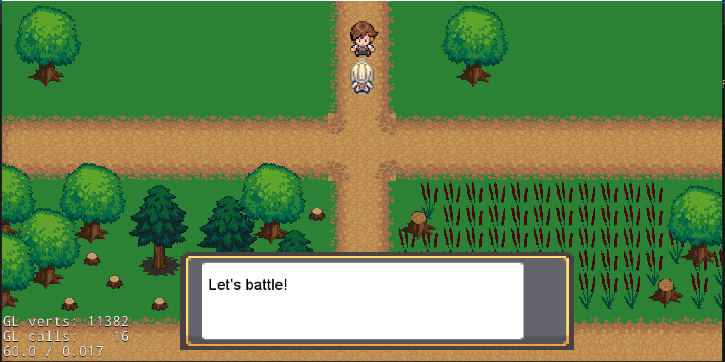 Let's battle!
GL verts: 11382
GL calls: 16
60.0 / 0.017